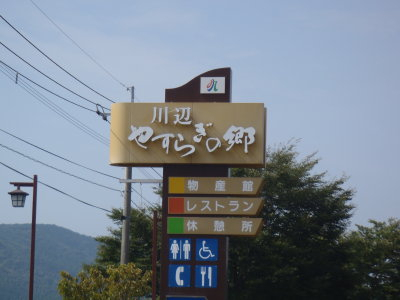 川辺
やすらぎの郷
物産館
レストラン
休憩所